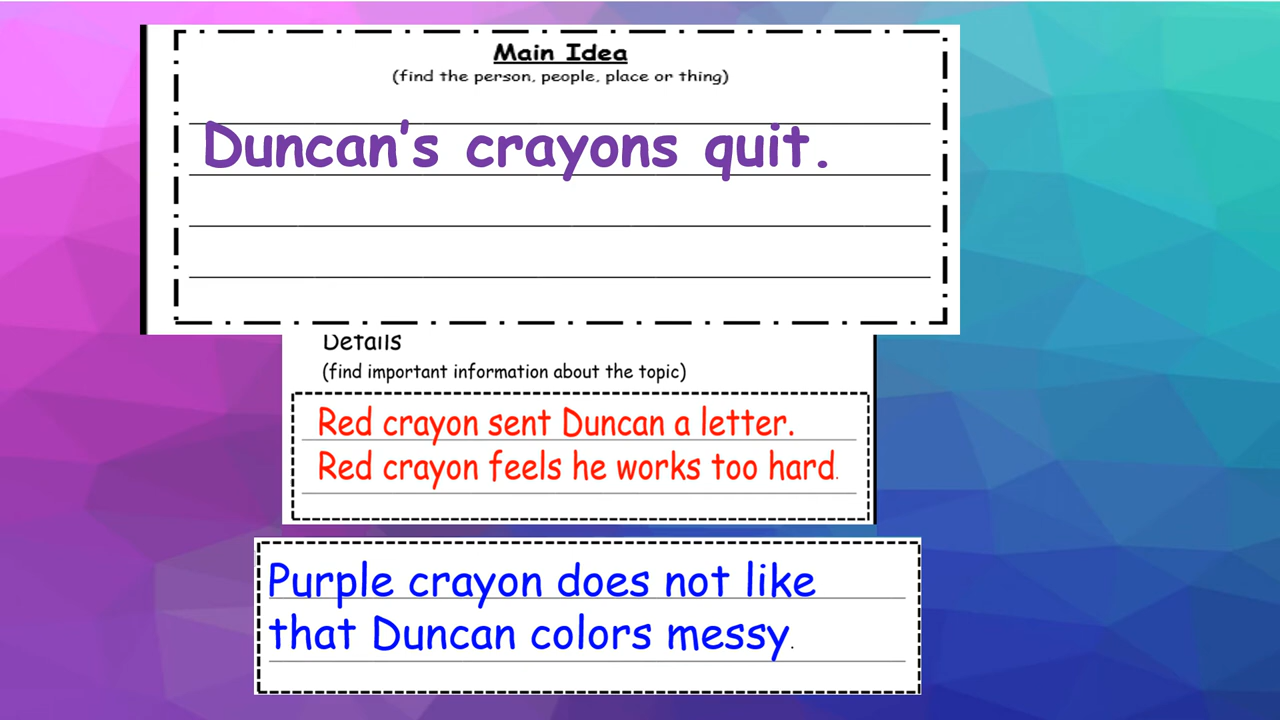 Main Idea
(find the person, people, place or thing)
Duncan's crayons quit.
Details
(find important information about the topic)
Red crayon sent Duncan a letter.
Red crayon feels he works too hard.
Purple crayon does not like
that Duncan colors messy.